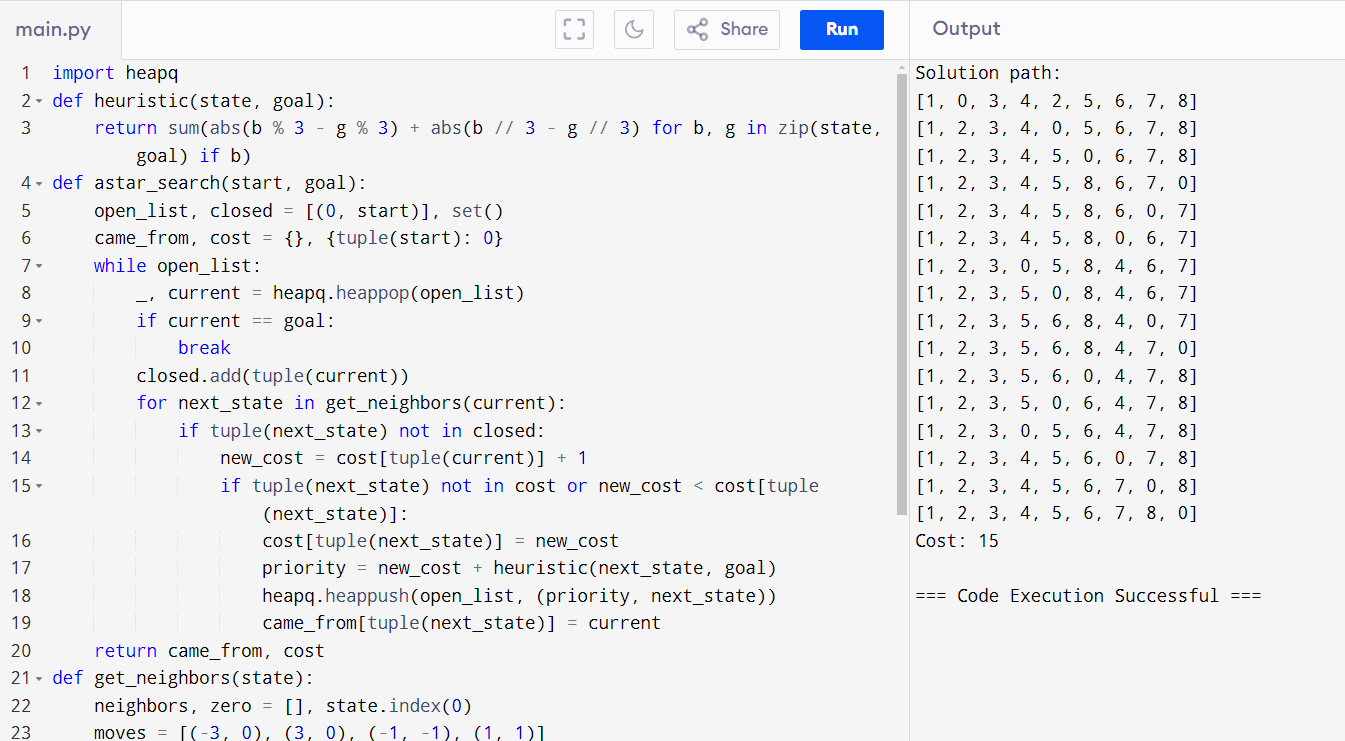 main.py
Share
Run
Output
1 import heapq
2 def heuristic(state, goal):
3 return sum(abs(b % 3 - g % 3) + abs(b // 3 - g // 3) for b, g in zip(state,
goal) if b)
4 def astar_search(start, goal):
5 open_list, closed = [(0, start)], set()
6 came_from, cost = {}, {tuple(start): 0}
7 while open_list:
8 _, current = heapq.heappop(open_list)
9 if current == goal:
10 break
11 closed.add(tuple(current))
12 for next_state in get_neighbors(current):
13 if tuple(next_state) not in closed:
14 new_cost = cost[tuple(current)] + 1
15 if tuple(next_state) not in cost or new_cost < cost[tuple
(next_state)]:
16 cost[tuple(next_state)] = new_cost
17 priority = new_cost + heuristic(next_state, goal)
18 heapq.heappush(open_list, (priority, next_state))
19 came_from[tuple(next_state)] = current
20 return came_from, cost
21 def get_neighbors(state):
22 neighbors, zero = [], state.index(0)
23 moves = [(-3, 0), (3, 0), (-1, -1), (1, 1)]
Solution path:
[1, 0, 3, 4, 2, 5, 6, 7, 8]
[1, 2, 3, 4, 0, 5, 6, 7, 8]
[1, 2, 3, 4, 5, 0, 6, 7, 8]
[1, 2, 3, 4, 5, 8, 6, 7, 0]
[1, 2, 3, 4, 5, 8, 6, 0, 7]
[1, 2, 3, 4, 5, 8, 0, 6, 7]
[1, 2, 3, 0, 5, 8, 4, 6, 7]
[1, 2, 3, 5, 0, 8, 4, 6, 7]
[1, 2, 3, 5, 6, 8, 4, 0, 7]
[1, 2, 3, 5, 6, 8, 4, 7, 0]
[1, 2, 3, 5, 6, 0, 4, 7, 8]
[1, 2, 3, 5, 0, 6, 4, 7, 8]
[1, 2, 3, 0, 5, 6, 4, 7, 8]
[1, 2, 3, 4, 5, 6, 0, 7, 8]
[1, 2, 3, 4, 5, 6, 7, 0, 8]
[1, 2, 3, 4, 5, 6, 7, 8, 0]
Cost: 15
=== Code Execution Successful ===